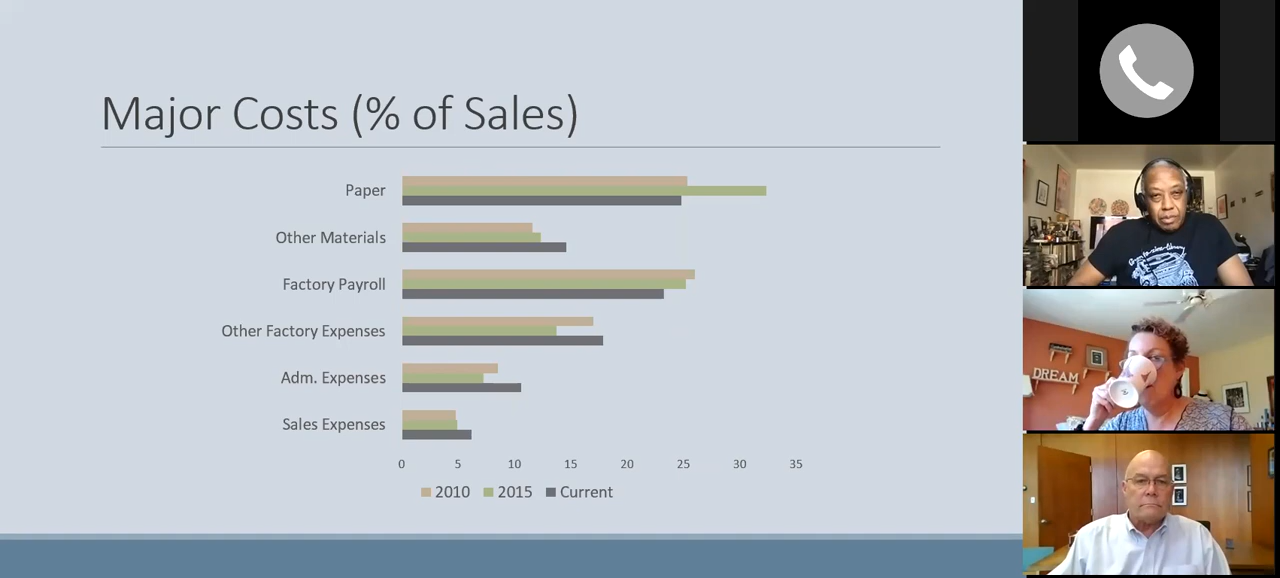 Major Costs (% of Sales)
Paper
Other Materials
Factory Payroll
Other Factory Expenses
Adm. Expenses
Sales Expenses
0 5 10 15 20 25 30 35
2010 2015 Current
DREAM